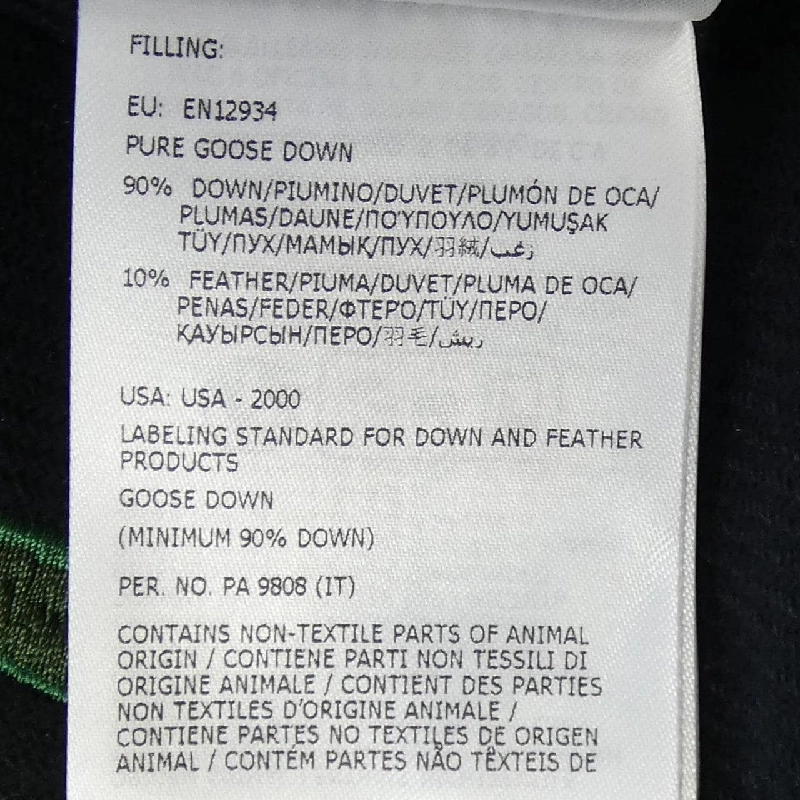 FILLING:
EU: EN12934
PURE GOOSE DOWN
90% DOWN/PIUMINO/DUVET/PLUMÓN DE OCA/
PLUMAS/DAUNE/ΠΟΎΠΟΥΛΟ/YUMUŞAK
TÜY/ПУХ/МАМЫҚ/ПУХ/羽絨/زغب
10% FEATHER/PIUMA/DUVET/PLUMA DE OCA/
PENAS/FEDER/ΦΤΕΡΟ/TÜY/ПЕРО/
ҚАУЫРСЫН/ПЕРО/羽毛/ريش
USA: USA - 2000
LABELING STANDARD FOR DOWN AND FEATHER
PRODUCTS
GOOSE DOWN
(MINIMUM 90% DOWN)
PER. NO. PA 9808 (IT)
CONTAINS NON-TEXTILE PARTS OF ANIMAL
ORIGIN / CONTIENE PARTI NON TESSILI DI
ORIGINE ANIMALE / CONTIENT DES PARTIES
NON TEXTILES D'ORIGINE ANIMALE /
CONTIENE PARTES NO TEXTILES DE ORIGEN
ANIMAL / CONTÉM PARTES NÃO TÊXTEIS DE